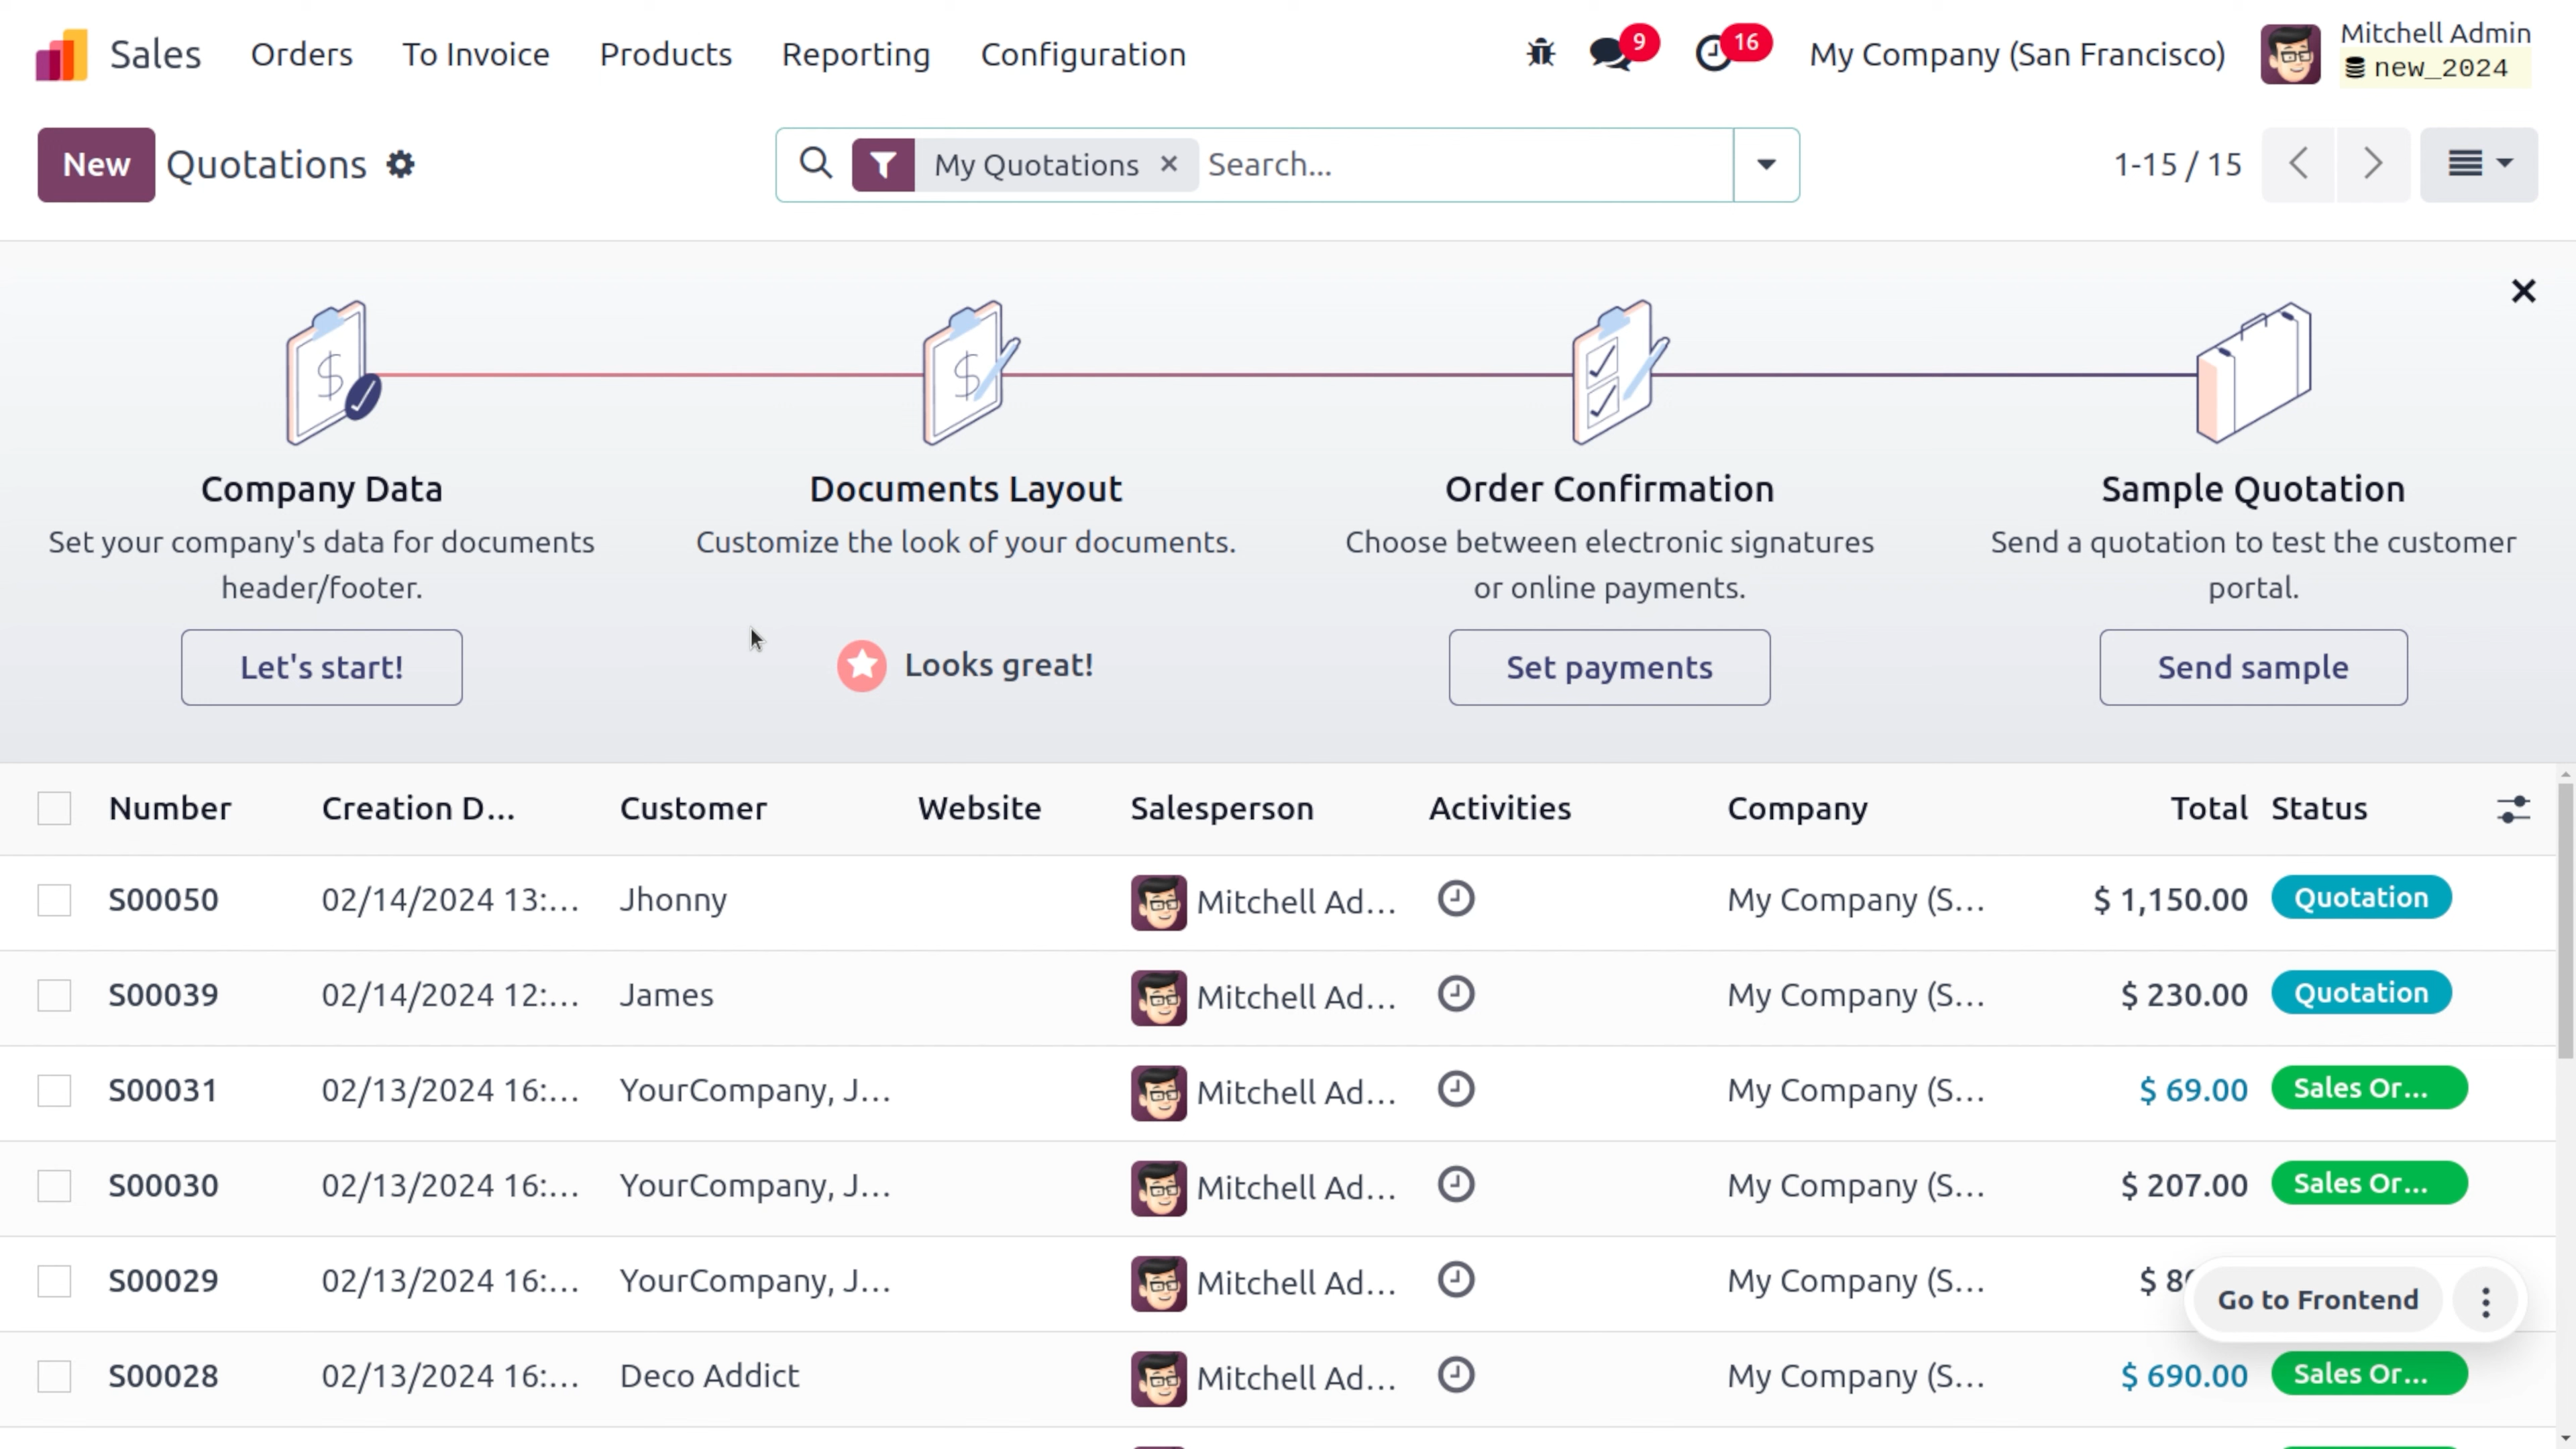 Sales Orders To Invoice Products Reporting Configuration 9 16 My Company (San Francisco) Mitchell Admin
new_2024
New Quotations My Quotations × Search... 1-15 / 15
Company Data Documents Layout Order Confirmation Sample Quotation
Set your company's data for documents Customize the look of your documents. Choose between electronic signatures Send a quotation to test the customer
header/footer. or online payments. portal.
Let's start! Looks great! Set payments Send sample
Number Creation D... Customer Website Salesperson Activities Company Total Status
S00050 02/14/2024 13:... Jhonny Mitchell Ad... My Company (S... $ 1,150.00 Quotation
S00039 02/14/2024 12:... James Mitchell Ad... My Company (S... $ 230.00 Quotation
S00031 02/13/2024 16:... YourCompany, J... Mitchell Ad... My Company (S... $ 69.00 Sales Or...
S00030 02/13/2024 16:... YourCompany, J... Mitchell Ad... My Company (S... $ 207.00 Sales Or...
S00029 02/13/2024 16:... YourCompany, J... Mitchell Ad... My Company (S... $ Go to Frontend
S00028 02/13/2024 16:... Deco Addict Mitchell Ad... My Company (S... $ 690.00 Sales Or...